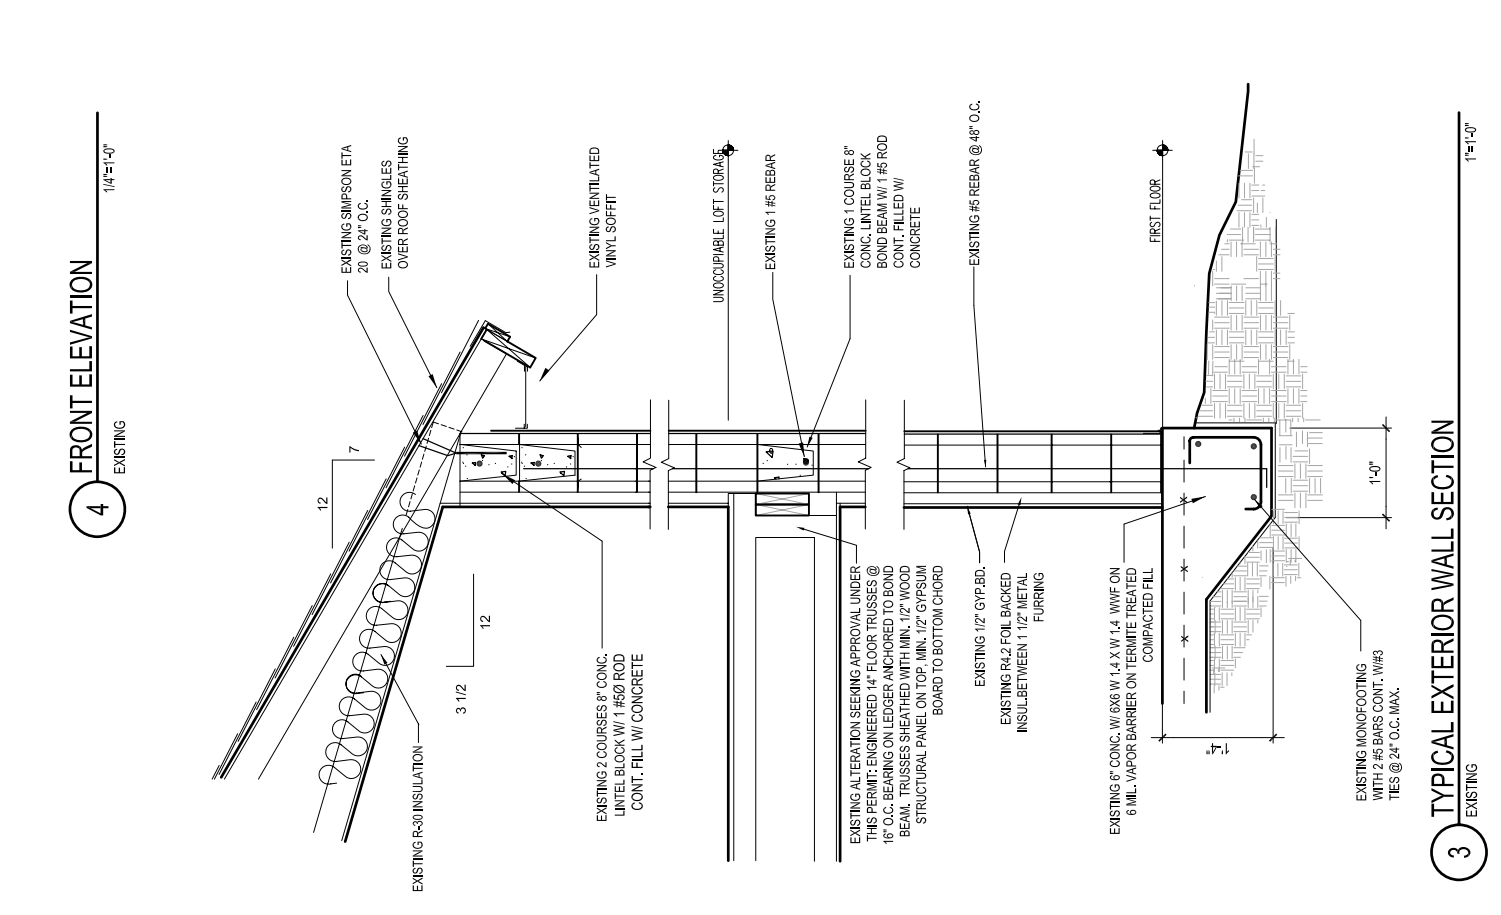 4
FRONT ELEVATION
1/4"=1'-0"
EXISTING
EXISTING SIMPSON ETA
20 @ 24" O.C.
EXISTING SHINGLES
OVER ROOF SHEATHING
12
7
EXISTING VENTILATED
VINYL SOFFIT
UNOCCUPIABLE LOFT STORAGE
EXISTING 1 #5 REBAR
EXISTING 1 COURSE 8"
CONC. LINTEL BLOCK
BOND BEAM W/ 1 #5 ROD
CONT. FILLED W/
CONCRETE
EXISTING #5 REBAR @ 48" O.C.
FIRST FLOOR
12
3 1/2
EXISTING R-30 INSULATION
EXISTING 2 COURSES 8" CONC.
LINTEL BLOCK W/ 1 #5Ø ROD
CONT. FILL W/ CONCRETE
EXISTING ALTERATION SEEKING APPROVAL UNDER
THIS PERMIT: ENGINEERED 14" FLOOR TRUSSES @
16" O.C. BEARING ON LEDGER ANCHORED TO BOND
BEAM. TRUSSES SHEATHED WITH MIN. 1/2" WOOD
STRUCTURAL PANEL ON TOP, MIN. 1/2" GYPSUM
BOARD TO BOTTOM CHORD
EXISTING 1/2" GYP.BD.
EXISTING R4.2 FOIL BACKED
INSUL.BETWEEN 1 1/2" METAL
FURRING
EXISTING 6" CONC. W/ 6X6 W 1.4 X W 1.4 WWF ON
6 MIL. VAPOR BARRIER ON TERMITE TREATED
COMPACTED FILL
1'-0"
1'-4"
EXISTING MONOFOOTING
WITH 2 #5 BARS CONT. W/#3
TIES @ 24" O.C. MAX.
3
TYPICAL EXTERIOR WALL SECTION
1"=1'-0"
EXISTING